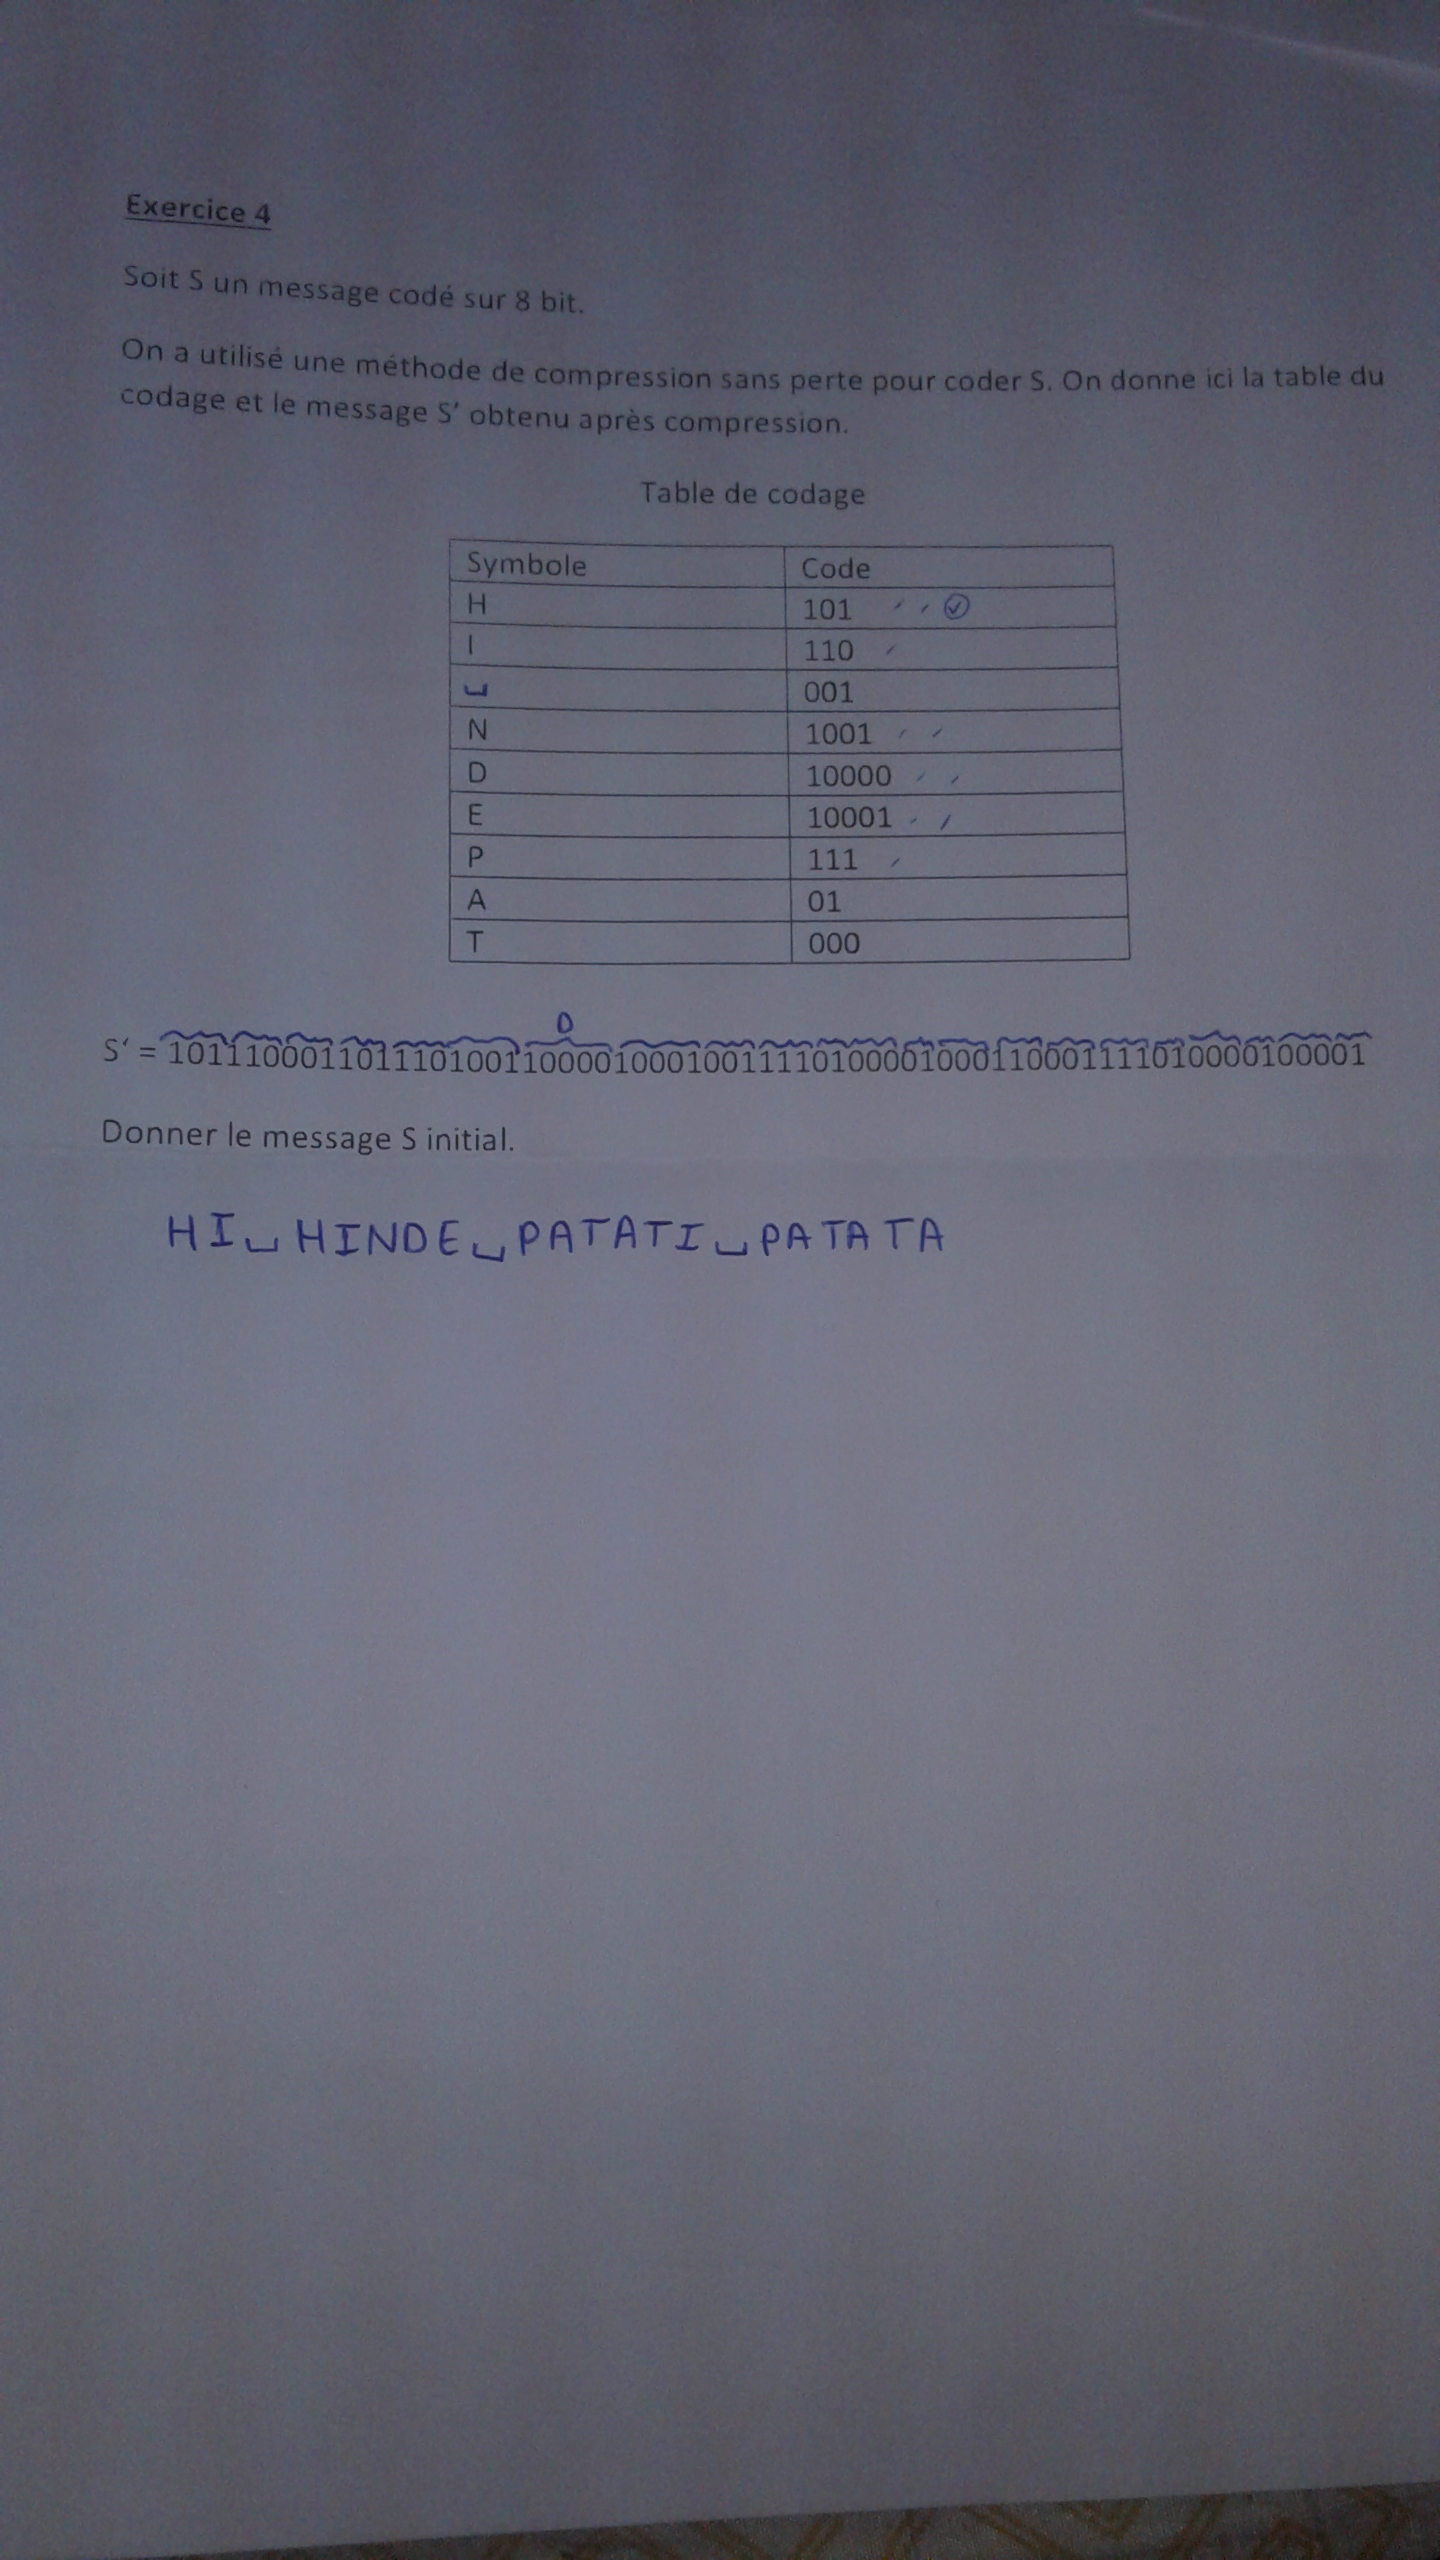 Exercice 4
Soit S un message codé sur 8 bit.
On a utilisé une méthode de compression sans perte pour coder S. On donne ici la table du
codage et le message S' obtenu après compression.
Table de codage
Symbole Code
H 101
I 110
␣ 001
N 1001
D 10000
E 10001
P 111
A 01
T 000
D
S' = 101110001101110100110000100010011110100001000110001111010000100001
Donner le message S initial.
HI␣HINDE␣PATATI␣PATATA